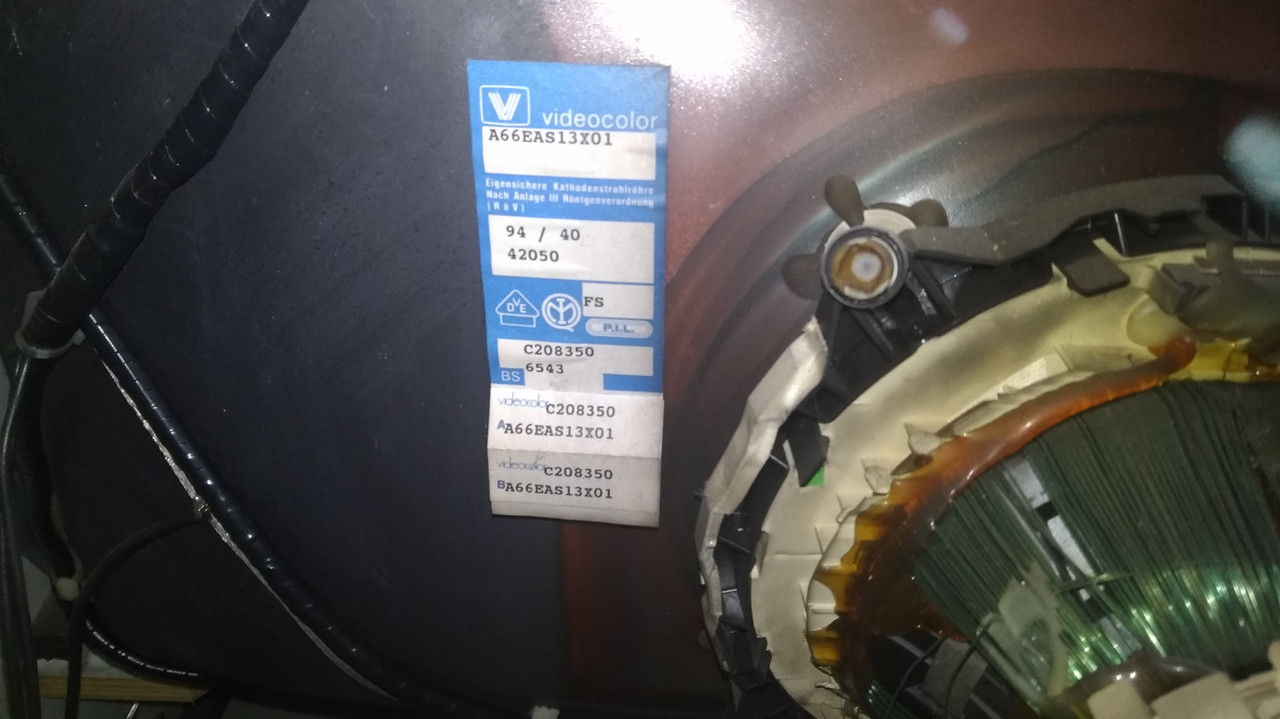 videocolor
A66EAS13X01
Eigensichere Kathodenstrahlröhre
Nach Anlage III Röntgenverordnung
(RöV)
94 / 40
42050
VDE
FS
P.I.L.
C208350
6543
BS
videocolor C208350
A A66EAS13X01
videocolor C208350
B A66EAS13X01